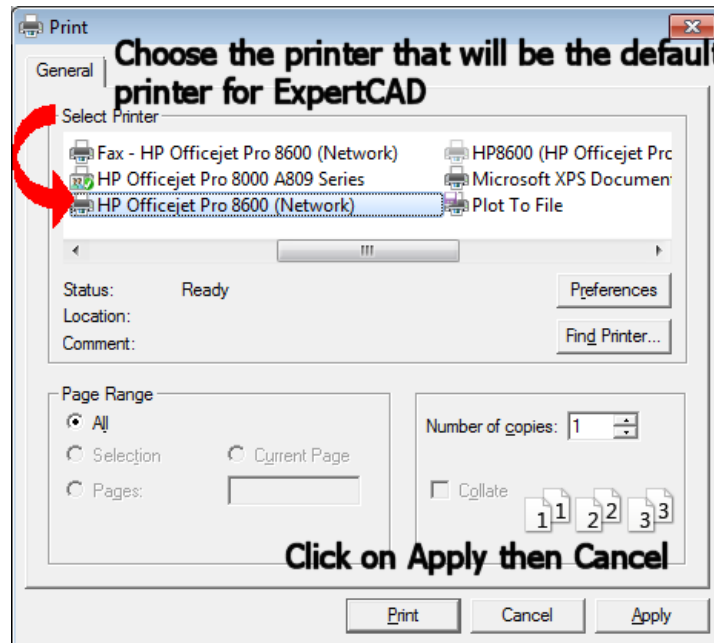 Print
Choose the printer that will be the default
printer for ExpertCAD
General
Select Printer
Fax - HP Officejet Pro 8600 (Network)
HP8600 (HP Officejet Pro
HP Officejet Pro 8000 A809 Series
Microsoft XPS Documen
HP Officejet Pro 8600 (Network)
Plot To File
Status: Ready
Preferences
Location:
Find Printer...
Comment:
Page Range
All
Number of copies: 1
Selection
Current Page
Pages:
Collate
1 1 2 2 3 3
Click on Apply then Cancel
Print
Cancel
Apply